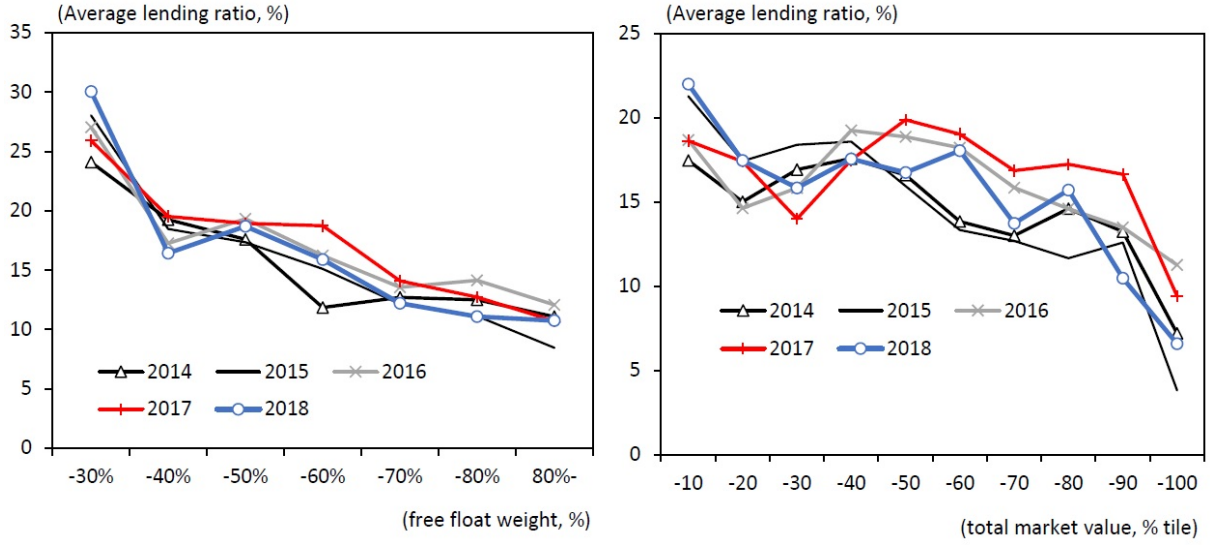 (Average lending ratio, %)
35
30
25
20
15
10
5
0
2014 2015 2016
2017 2018
-30% -40% -50% -60% -70% -80% 80%-
(free float weight, %)
(Average lending ratio, %)
25
20
15
10
5
0
2014 2015 2016
2017 2018
-10 -20 -30 -40 -50 -60 -70 -80 -90 -100
(total market value, % tile)